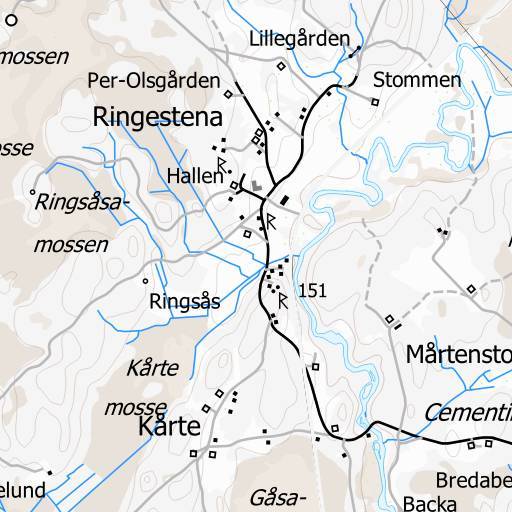 Lillegården
mossen
Per-Olsgården
Stommen
Ringestena
Hallen
Ringsåsa-
mossen
Ringsås
151
Kårte
mosse
Mårtensto
Kårte
Cementi
Bredabe
elund
Gåsa-
Backa